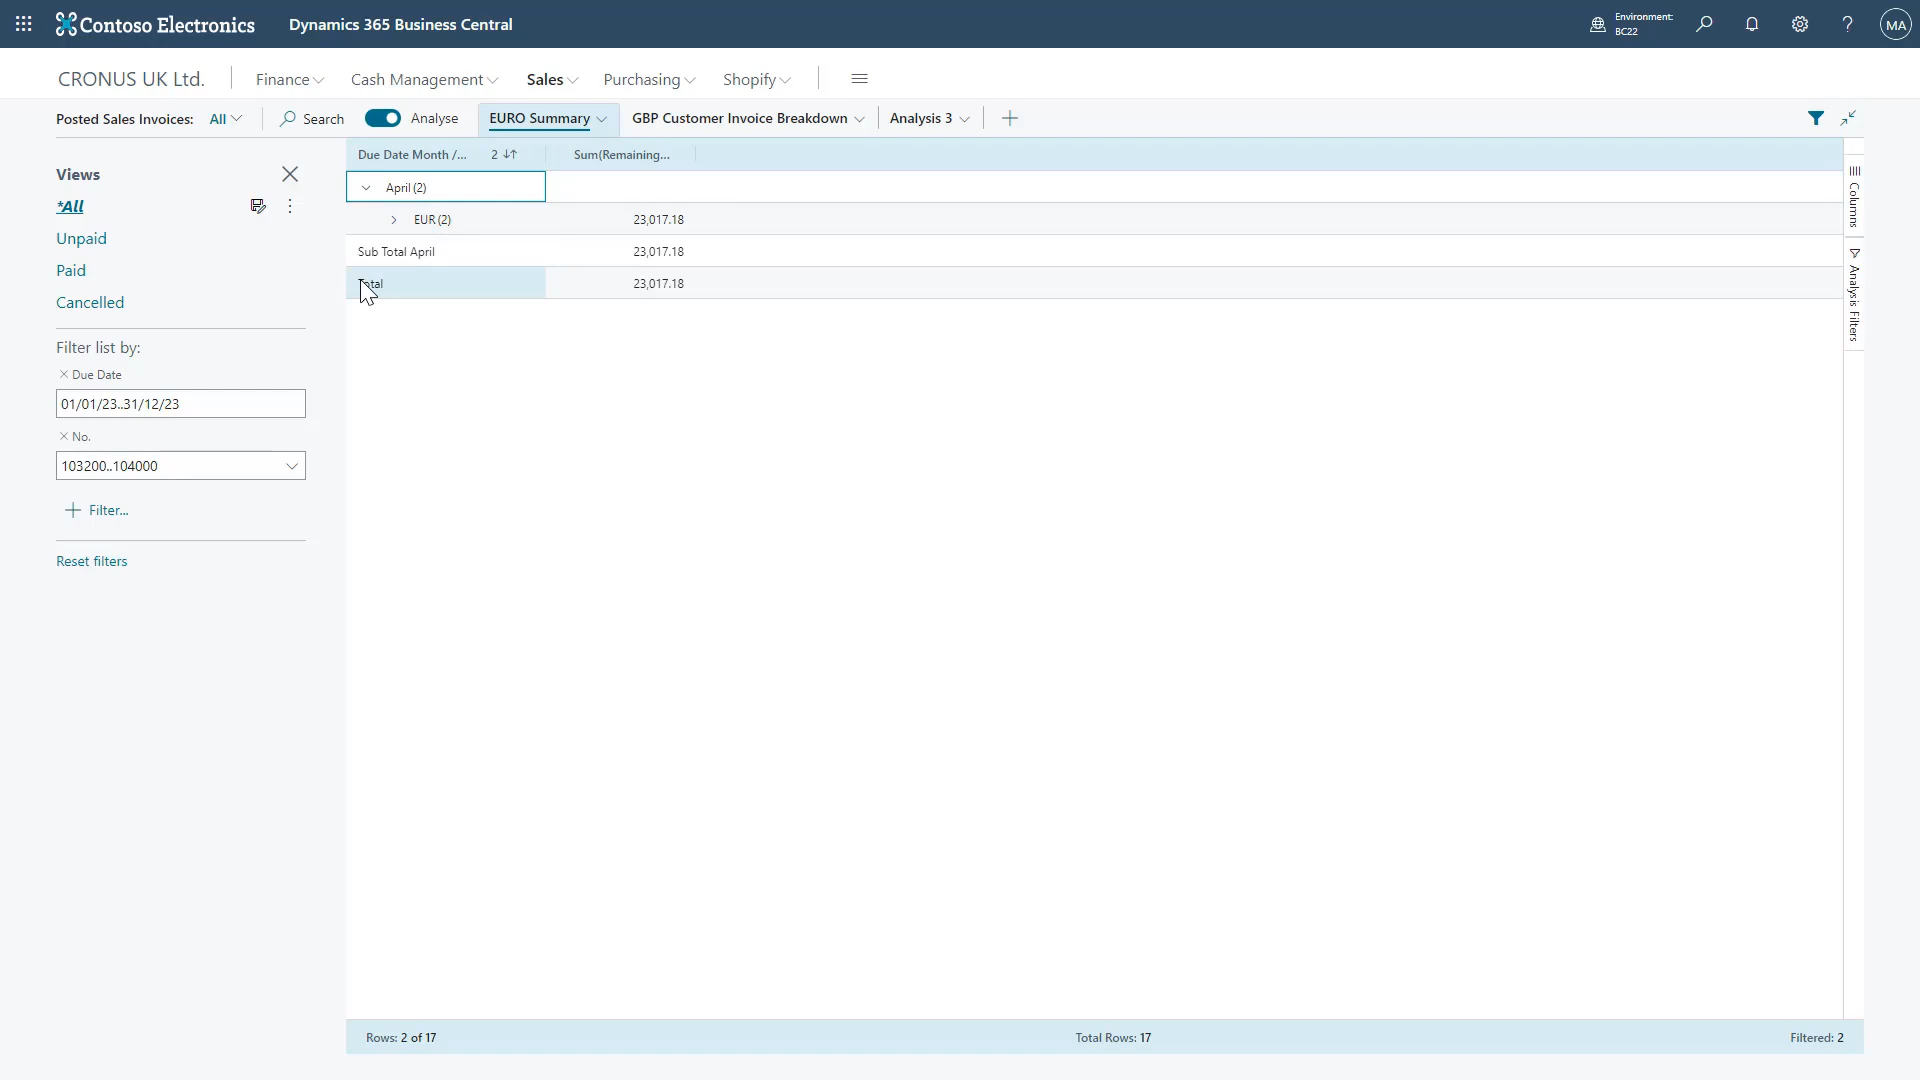 Contoso Electronics
Dynamics 365 Business Central
Environment:
BC22
MA
CRONUS UK Ltd.
Finance
Cash Management
Sales
Purchasing
Shopify
Posted Sales Invoices:
All
Search
Analyse
EURO Summary
GBP Customer Invoice Breakdown
Analysis 3
Views
*All
Unpaid
Paid
Cancelled
Filter list by:
Due Date
01/01/23..31/12/23
No.
103200..104000
Filter...
Reset filters
Due Date Month /... 2
Sum(Remaining...
April (2)
EUR (2) 23,017.18
Sub Total April 23,017.18
Total 23,017.18
Columns
Analysis Filters
Rows: 2 of 17
Total Rows: 17
Filtered: 2